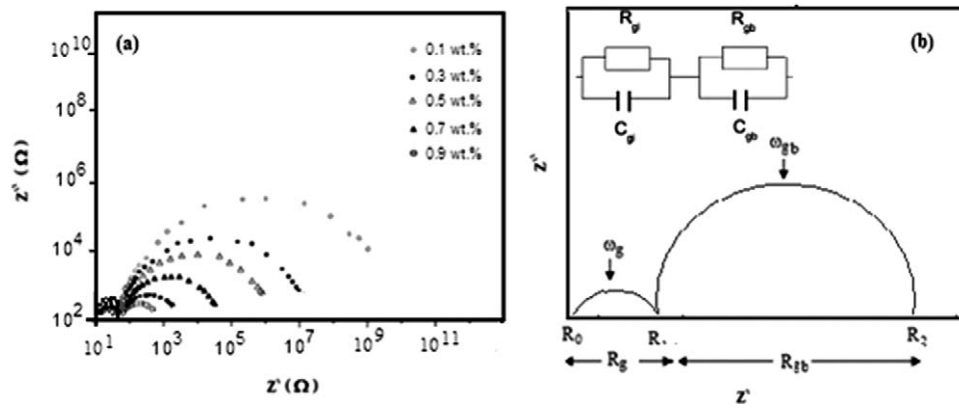 (a)
10^10
10^8
10^6
10^4
10^2
Z" (Ω)
0.1 wt.%
0.3 wt.%
0.5 wt.%
0.7 wt.%
0.9 wt.%
10^1 10^3 10^5 10^7 10^9 10^11
Z' (Ω)
(b)
R_gi R_gb
C_gi C_gb
Z"
ω_gb
ω_g
R_0 R_1 R_2
R_g R_gb
Z'